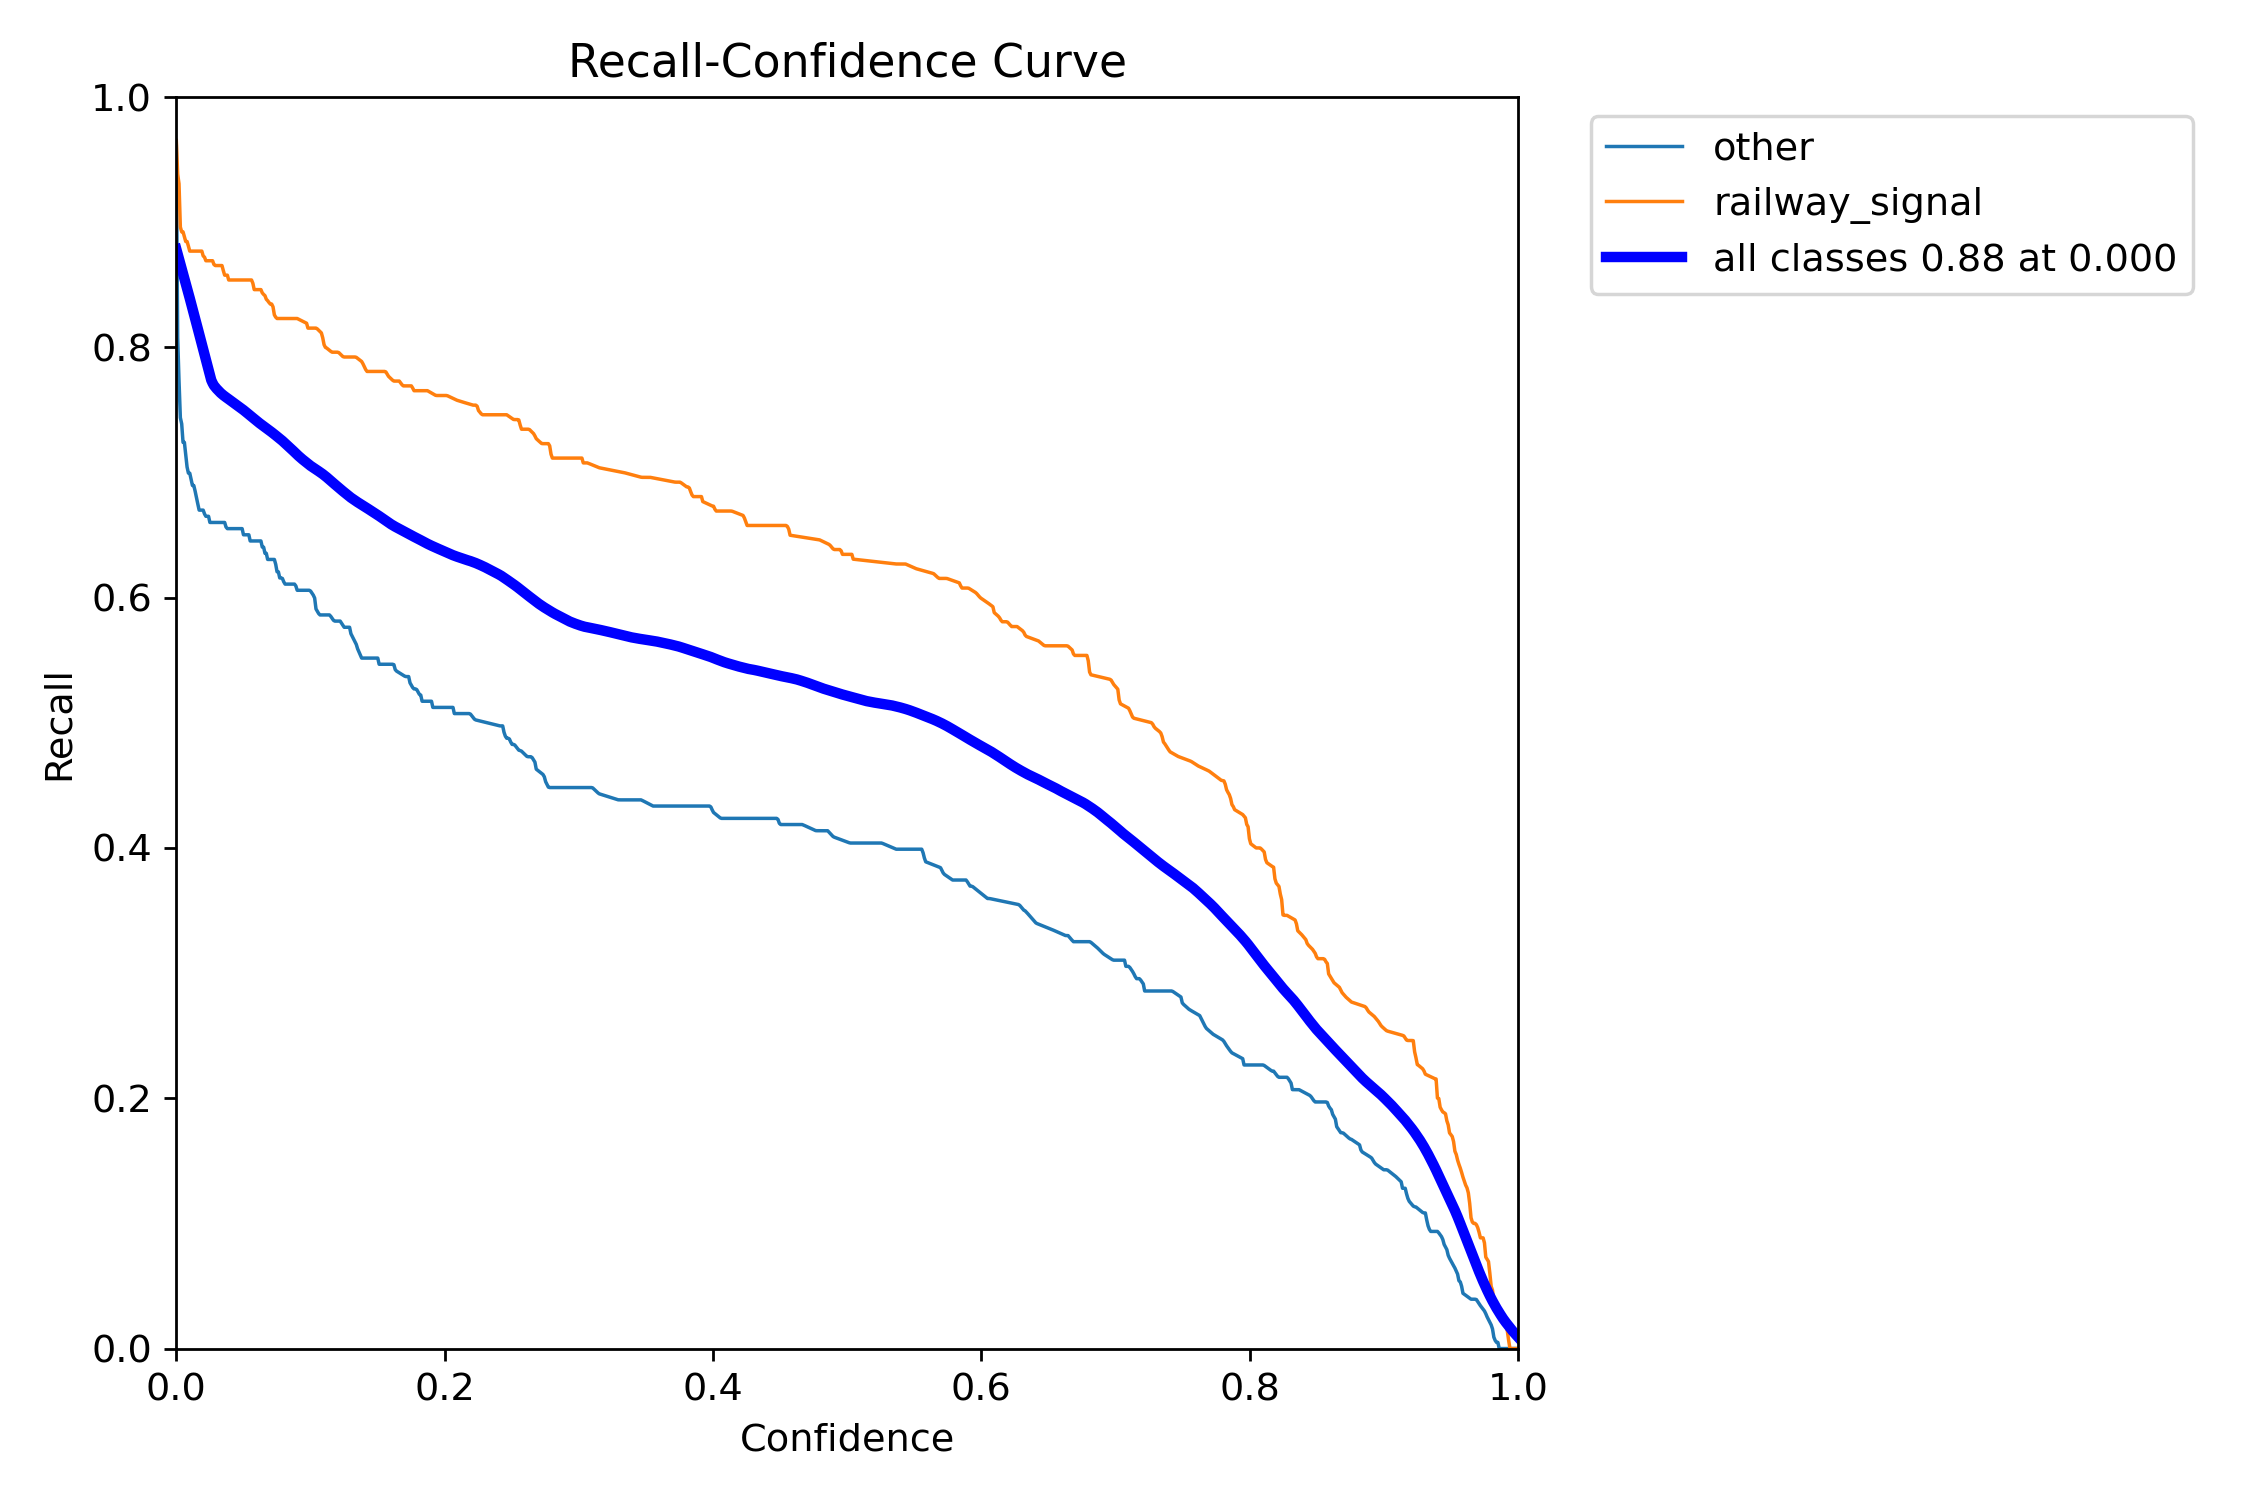 Recall-Confidence Curve
1.0
0.8
0.6
0.4
0.2
0.0
Recall
0.0 0.2 0.4 0.6 0.8 1.0
Confidence
other
railway_signal
all classes 0.88 at 0.000